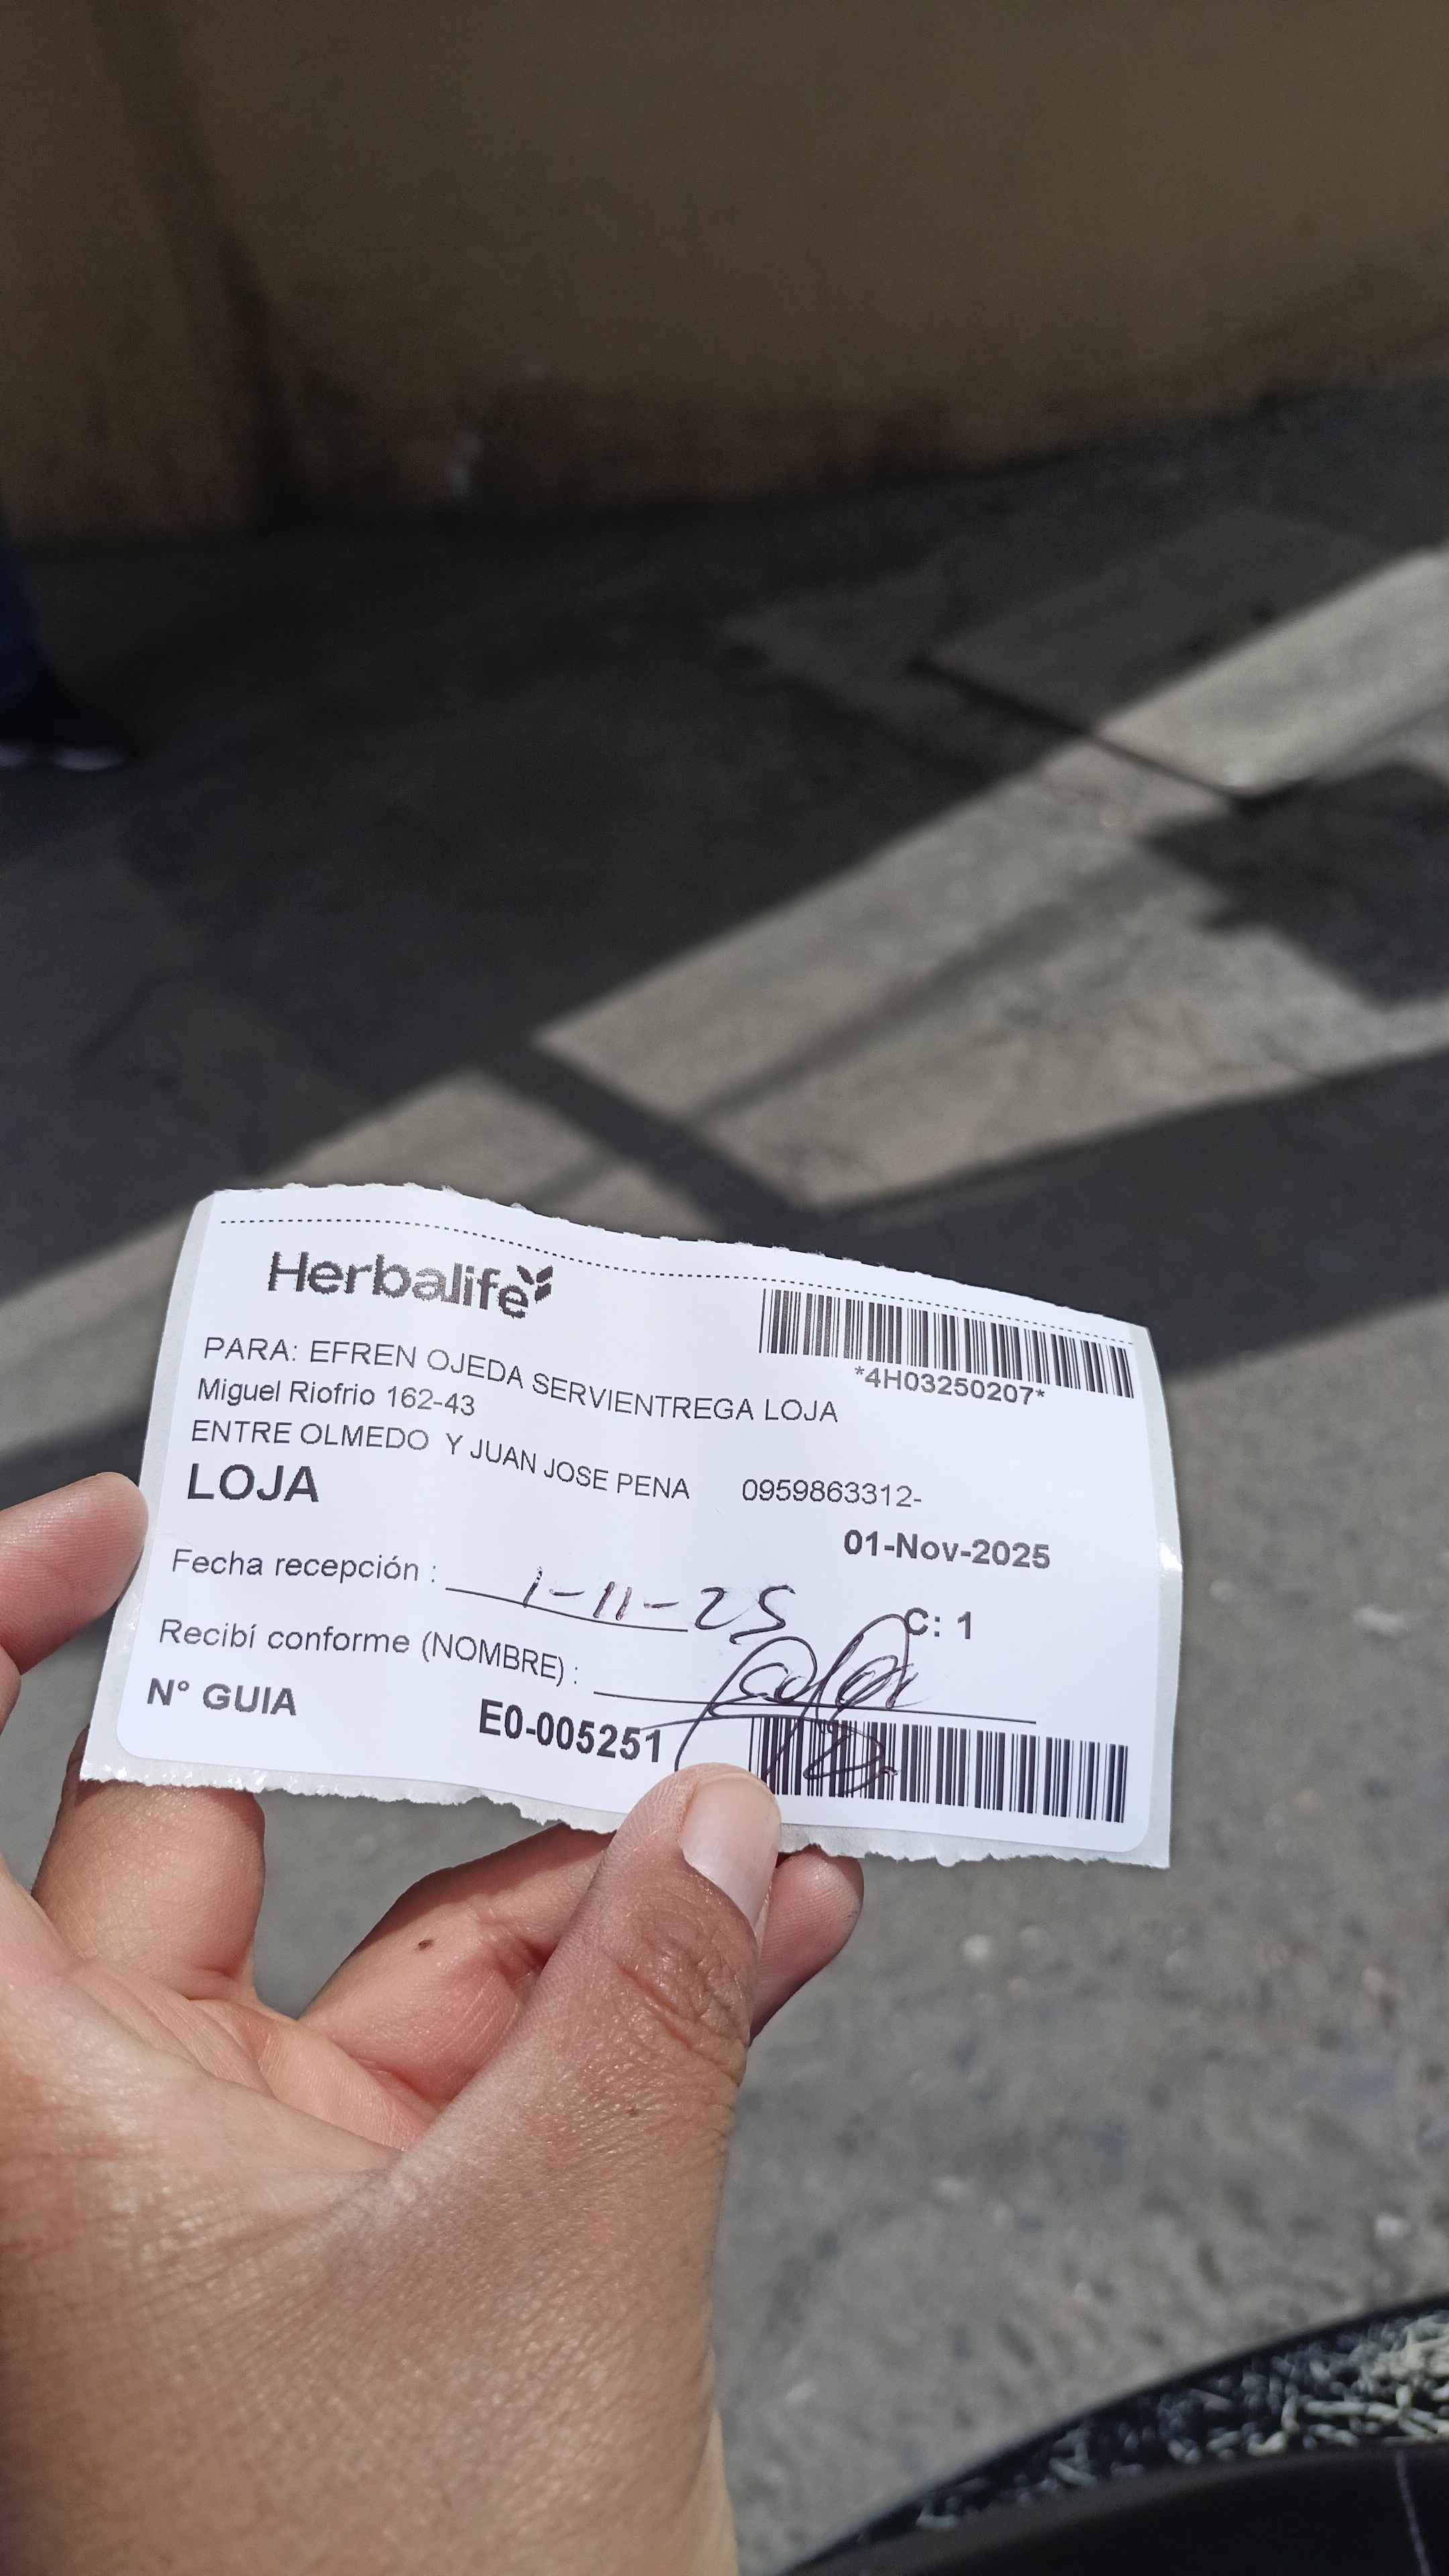 Herbalife
*4H03250207*
PARA: EFREN OJEDA SERVIENTREGA LOJA
Miguel Riofrio 162-43
ENTRE OLMEDO Y JUAN JOSE PENA 0959863312-
LOJA
01-Nov-2025
Fecha recepción : 1-11-25
C: 1
Recibí conforme (NOMBRE) :
N° GUIA E0-005251